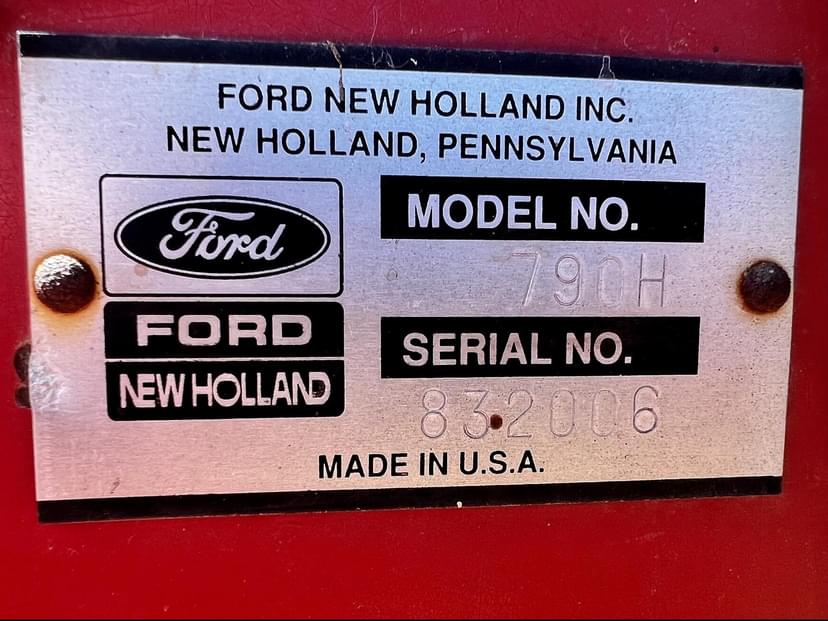 FORD NEW HOLLAND INC.
NEW HOLLAND, PENNSYLVANIA
Ford
FORD
NEW HOLLAND
MODEL NO.
790H
SERIAL NO.
832006
MADE IN U.S.A.